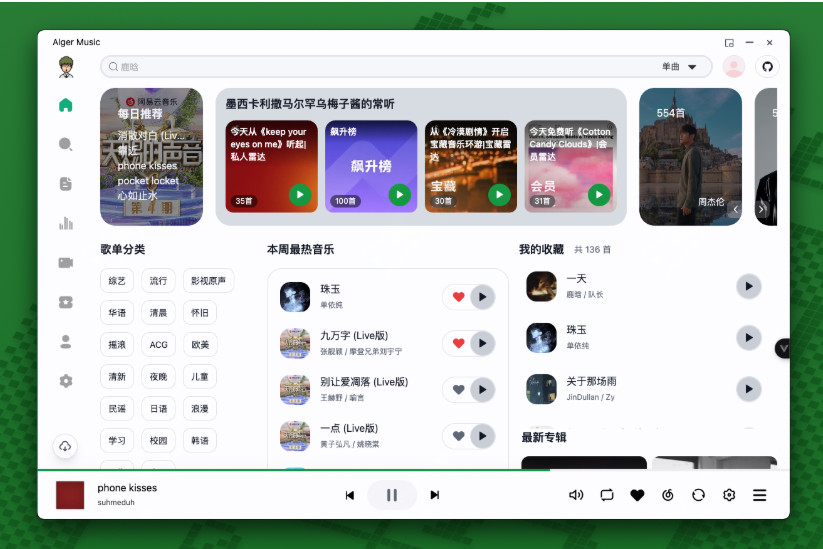 Alger Music
鹿晗
单曲
网易云音乐
每日推荐
消散对白 (Liv...
靠近
phone kisses
pocket locket
心如止水
第4期
墨西卡利撒马尔罕乌梅子酱的常听
今天从《keep your eyes on me》听起|私人雷达
35首
飙升榜
飙升榜
100首
从《冷漠剧情》开启宝藏音乐环游|宝藏雷达
宝藏
30首
今天免费听《Cotton Candy Clouds》|会员雷达
会员
31首
554首
周杰伦
5
歌单分类
综艺
流行
影视原声
华语
清晨
怀旧
摇滚
ACG
欧美
清新
夜晚
儿童
民谣
日语
浪漫
学习
校园
韩语
本周最热音乐
珠玉
单依纯
九万字 (Live版)
张靓颖 / 摩登兄弟刘宇宁
别让爱凋落 (Live版)
王赫野 / 喻言
一点 (Live版)
黄子弘凡 / 姚晓棠
我的收藏
共 136 首
一天
鹿晗 / 队长
珠玉
单依纯
关于那场雨
JinDuIlan / Zy
最新专辑
phone kisses
suhmeduh